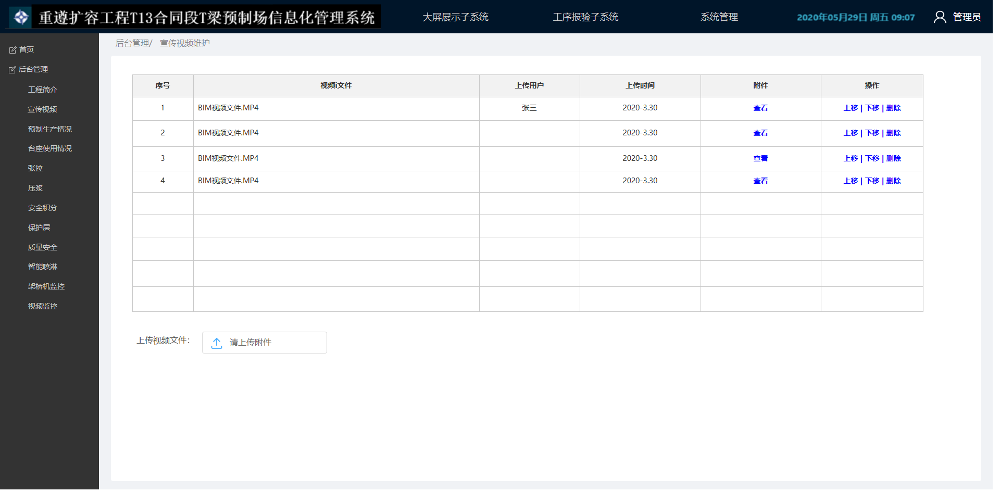 重遵扩容工程T13合同段T梁预制场信息化管理系统
大屏展示子系统
工序报验子系统
系统管理
2020年05月29日 周五 09:07
管理员
首页
后台管理
工程简介
宣传视频
预制生产情况
台座使用情况
张拉
压浆
安全积分
保护层
质量安全
智能喷淋
架桥机监控
视频监控
后台管理/ 宣传视频维护
序号 视频i文件 上传用户 上传时间 附件 操作
1 BIM视频文件.MP4 张三 2020-3.30 查看 上移 | 下移 | 删除
2 BIM视频文件.MP4 2020-3.30 查看 上移 | 下移 | 删除
3 BIM视频文件.MP4 2020-3.30 查看 上移 | 下移 | 删除
4 BIM视频文件.MP4 2020-3.30 查看 上移 | 下移 | 删除
上传视频文件： 请上传附件